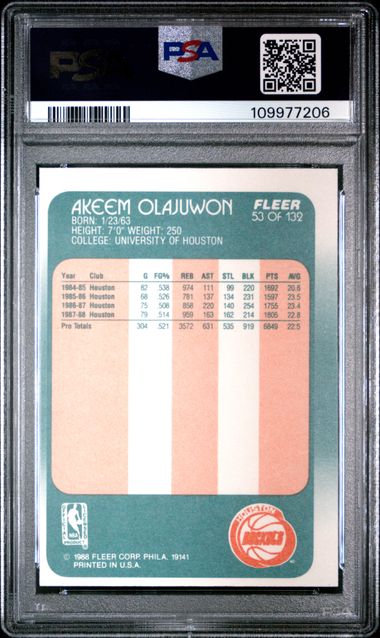 PSA
PSA
109977206
AKEEM OLAJUWON
FLEER
BORN: 1/23/63
53 OF 132
HEIGHT: 7'0" WEIGHT: 250
COLLEGE: UNIVERSITY OF HOUSTON
Year Club G FG% REB AST STL BLK PTS AVG
1984-85 Houston 82 .538 974 111 99 220 1692 20.6
1985-86 Houston 68 .526 781 137 134 231 1597 23.5
1986-87 Houston 75 .508 858 220 140 254 1755 23.4
1987-88 Houston 79 .514 959 163 162 214 1805 22.8
Pro Totals 304 .521 3572 631 535 919 6849 22.5
NBA
HOUSTON
ROCKETS
© 1988 FLEER CORP. PHILA. 19141
PRINTED IN U.S.A.
PSA